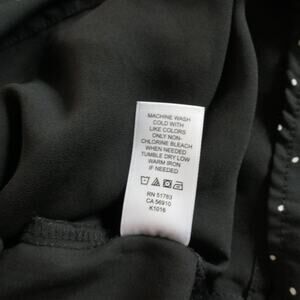 MACHINE WASH
COLD WITH
LIKE COLORS
ONLY NON-
CHLORINE BLEACH
WHEN NEEDED
TUMBLE DRY LOW
WARM IRON
IF NEEDED
RN 51783
CA 56910
K1016